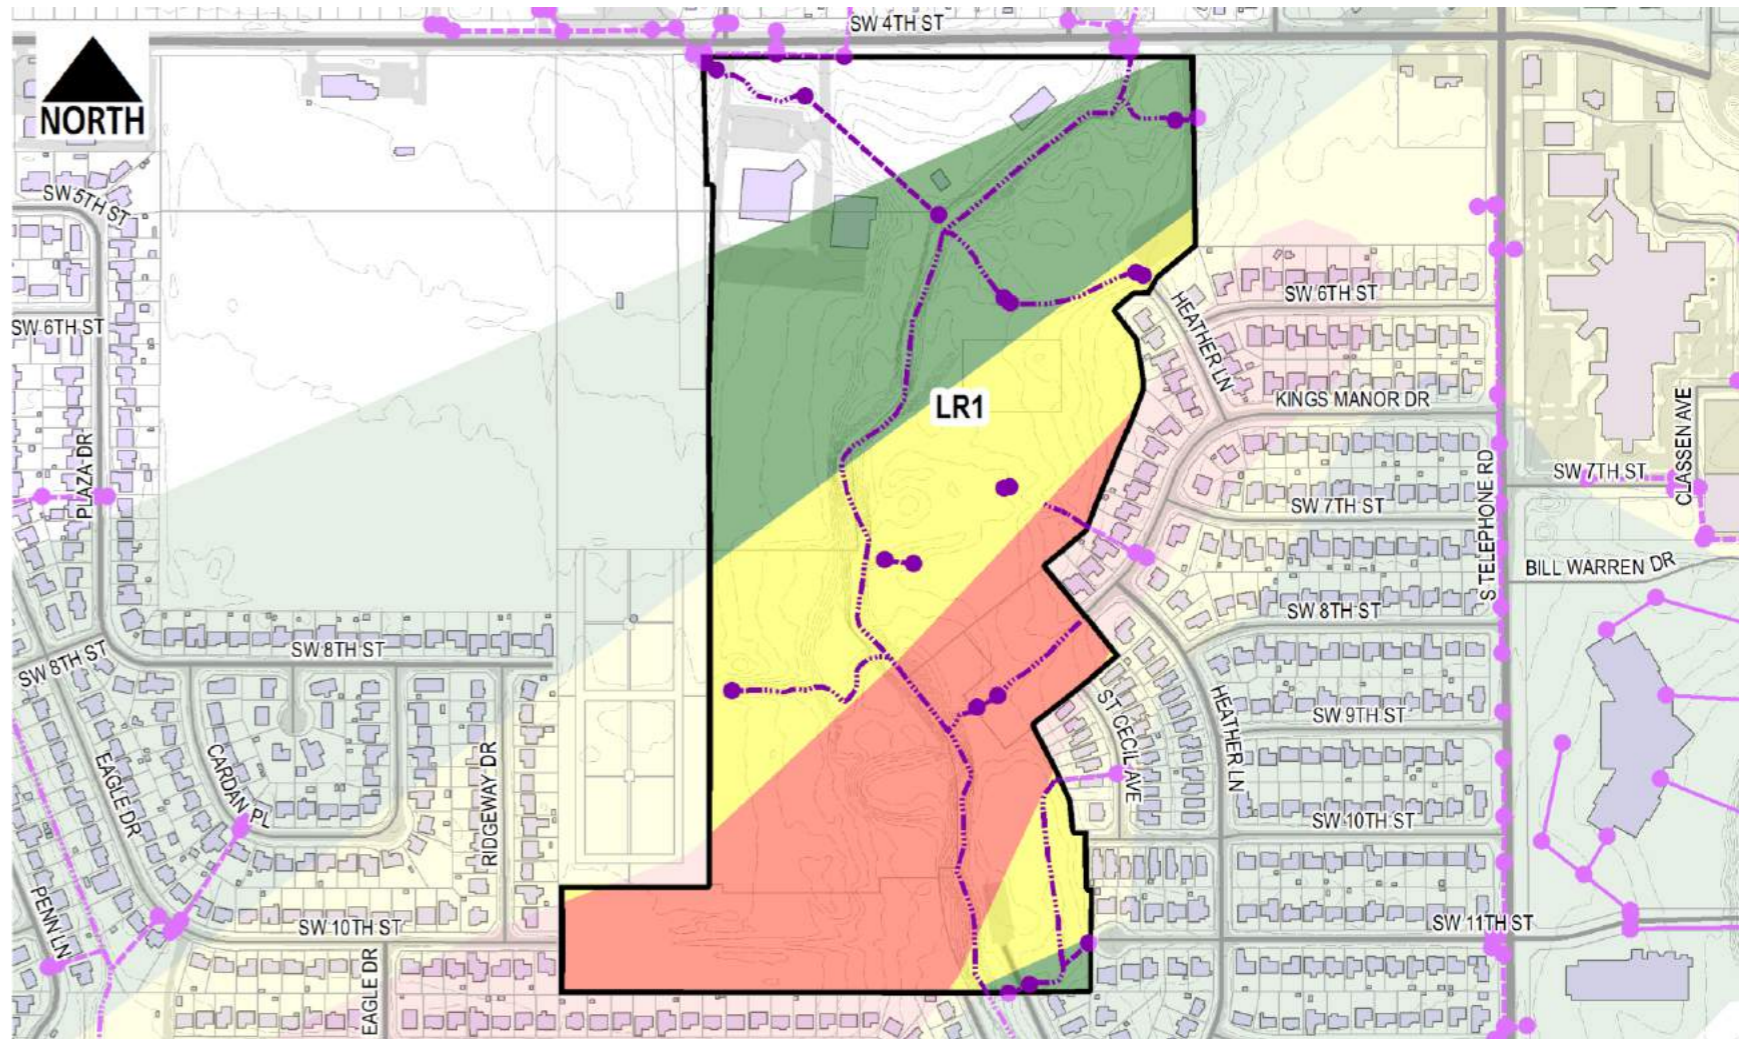 SW 4TH ST
NORTH
SW 5TH ST
SW 6TH ST
HEATHER LN
SW 6TH ST
KINGS MANOR DR
LR1
PLAZA DR
S TELEPHONE RD
CLASSEN AVE
SW 7TH ST
SW 7TH ST
BILL WARREN DR
SW 8TH ST
SW 8TH ST
SW 8TH ST
EAGLE DR
CARDAN PL
RIDGEWAY DR
ST CECIL AVE
HEATHER LN
SW 9TH ST
SW 10TH ST
PENN LN
SW 10TH ST
EAGLE DR
SW 11TH ST